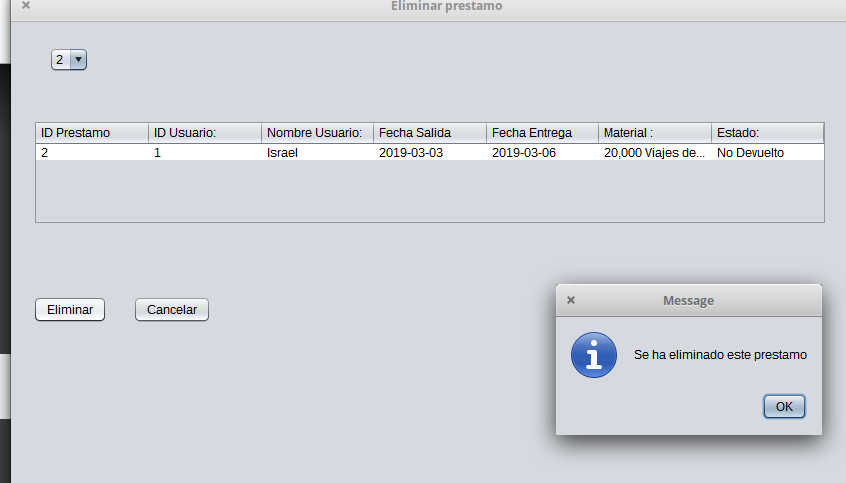 Eliminar prestamo
2
ID Prestamo ID Usuario: Nombre Usuario: Fecha Salida Fecha Entrega Material : Estado:
2 1 Israel 2019-03-03 2019-03-06 20,000 Viajes de... No Devuelto
Eliminar Cancelar
Message
Se ha eliminado este prestamo
OK